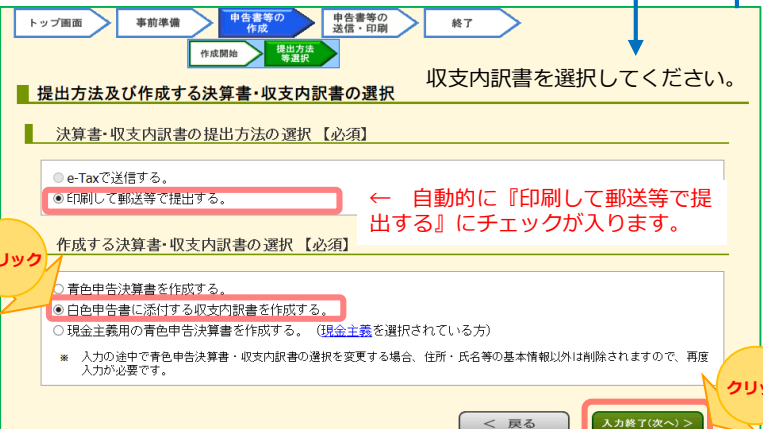 トップ画面
事前準備
申告書等の
作成
申告書等の
送信・印刷
終了
作成開始
提出方法
等選択
収支内訳書を選択してください。
提出方法及び作成する決算書・収支内訳書の選択
決算書・収支内訳書の提出方法の選択 【必須】
e-Taxで送信する。
印刷して郵送等で提出する。
← 自動的に『印刷して郵送等で提
出する』にチェックが入ります。
作成する決算書・収支内訳書の選択 【必須】
リック
青色申告決算書を作成する。
白色申告書に添付する収支内訳書を作成する。
現金主義用の青色申告決算書を作成する。 (現金主義を選択されている方)
※ 入力の途中で青色申告決算書・収支内訳書の選択を変更する場合、住所・氏名等の基本情報以外は削除されますので、再度
入力が必要です。
クリッ
< 戻る
入力終了(次へ) >